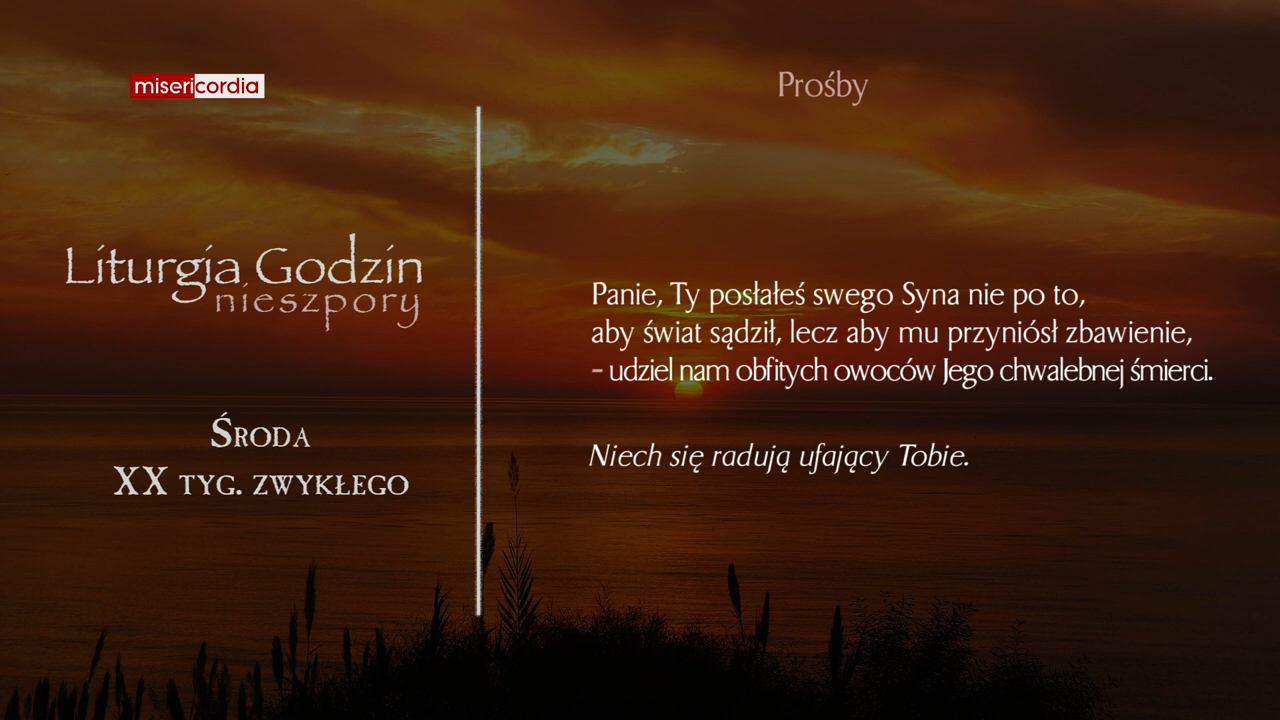 misericordia
Liturgia Godzin
nieszpory
Środa
XX tyg. zwykłego
Prośby
Panie, Ty posłałeś swego Syna nie po to,
aby świat sądził, lecz aby mu przyniósł zbawienie,
- udziel nam obfitych owoców Jego chwalebnej śmierci.
Niech się radują ufający Tobie.